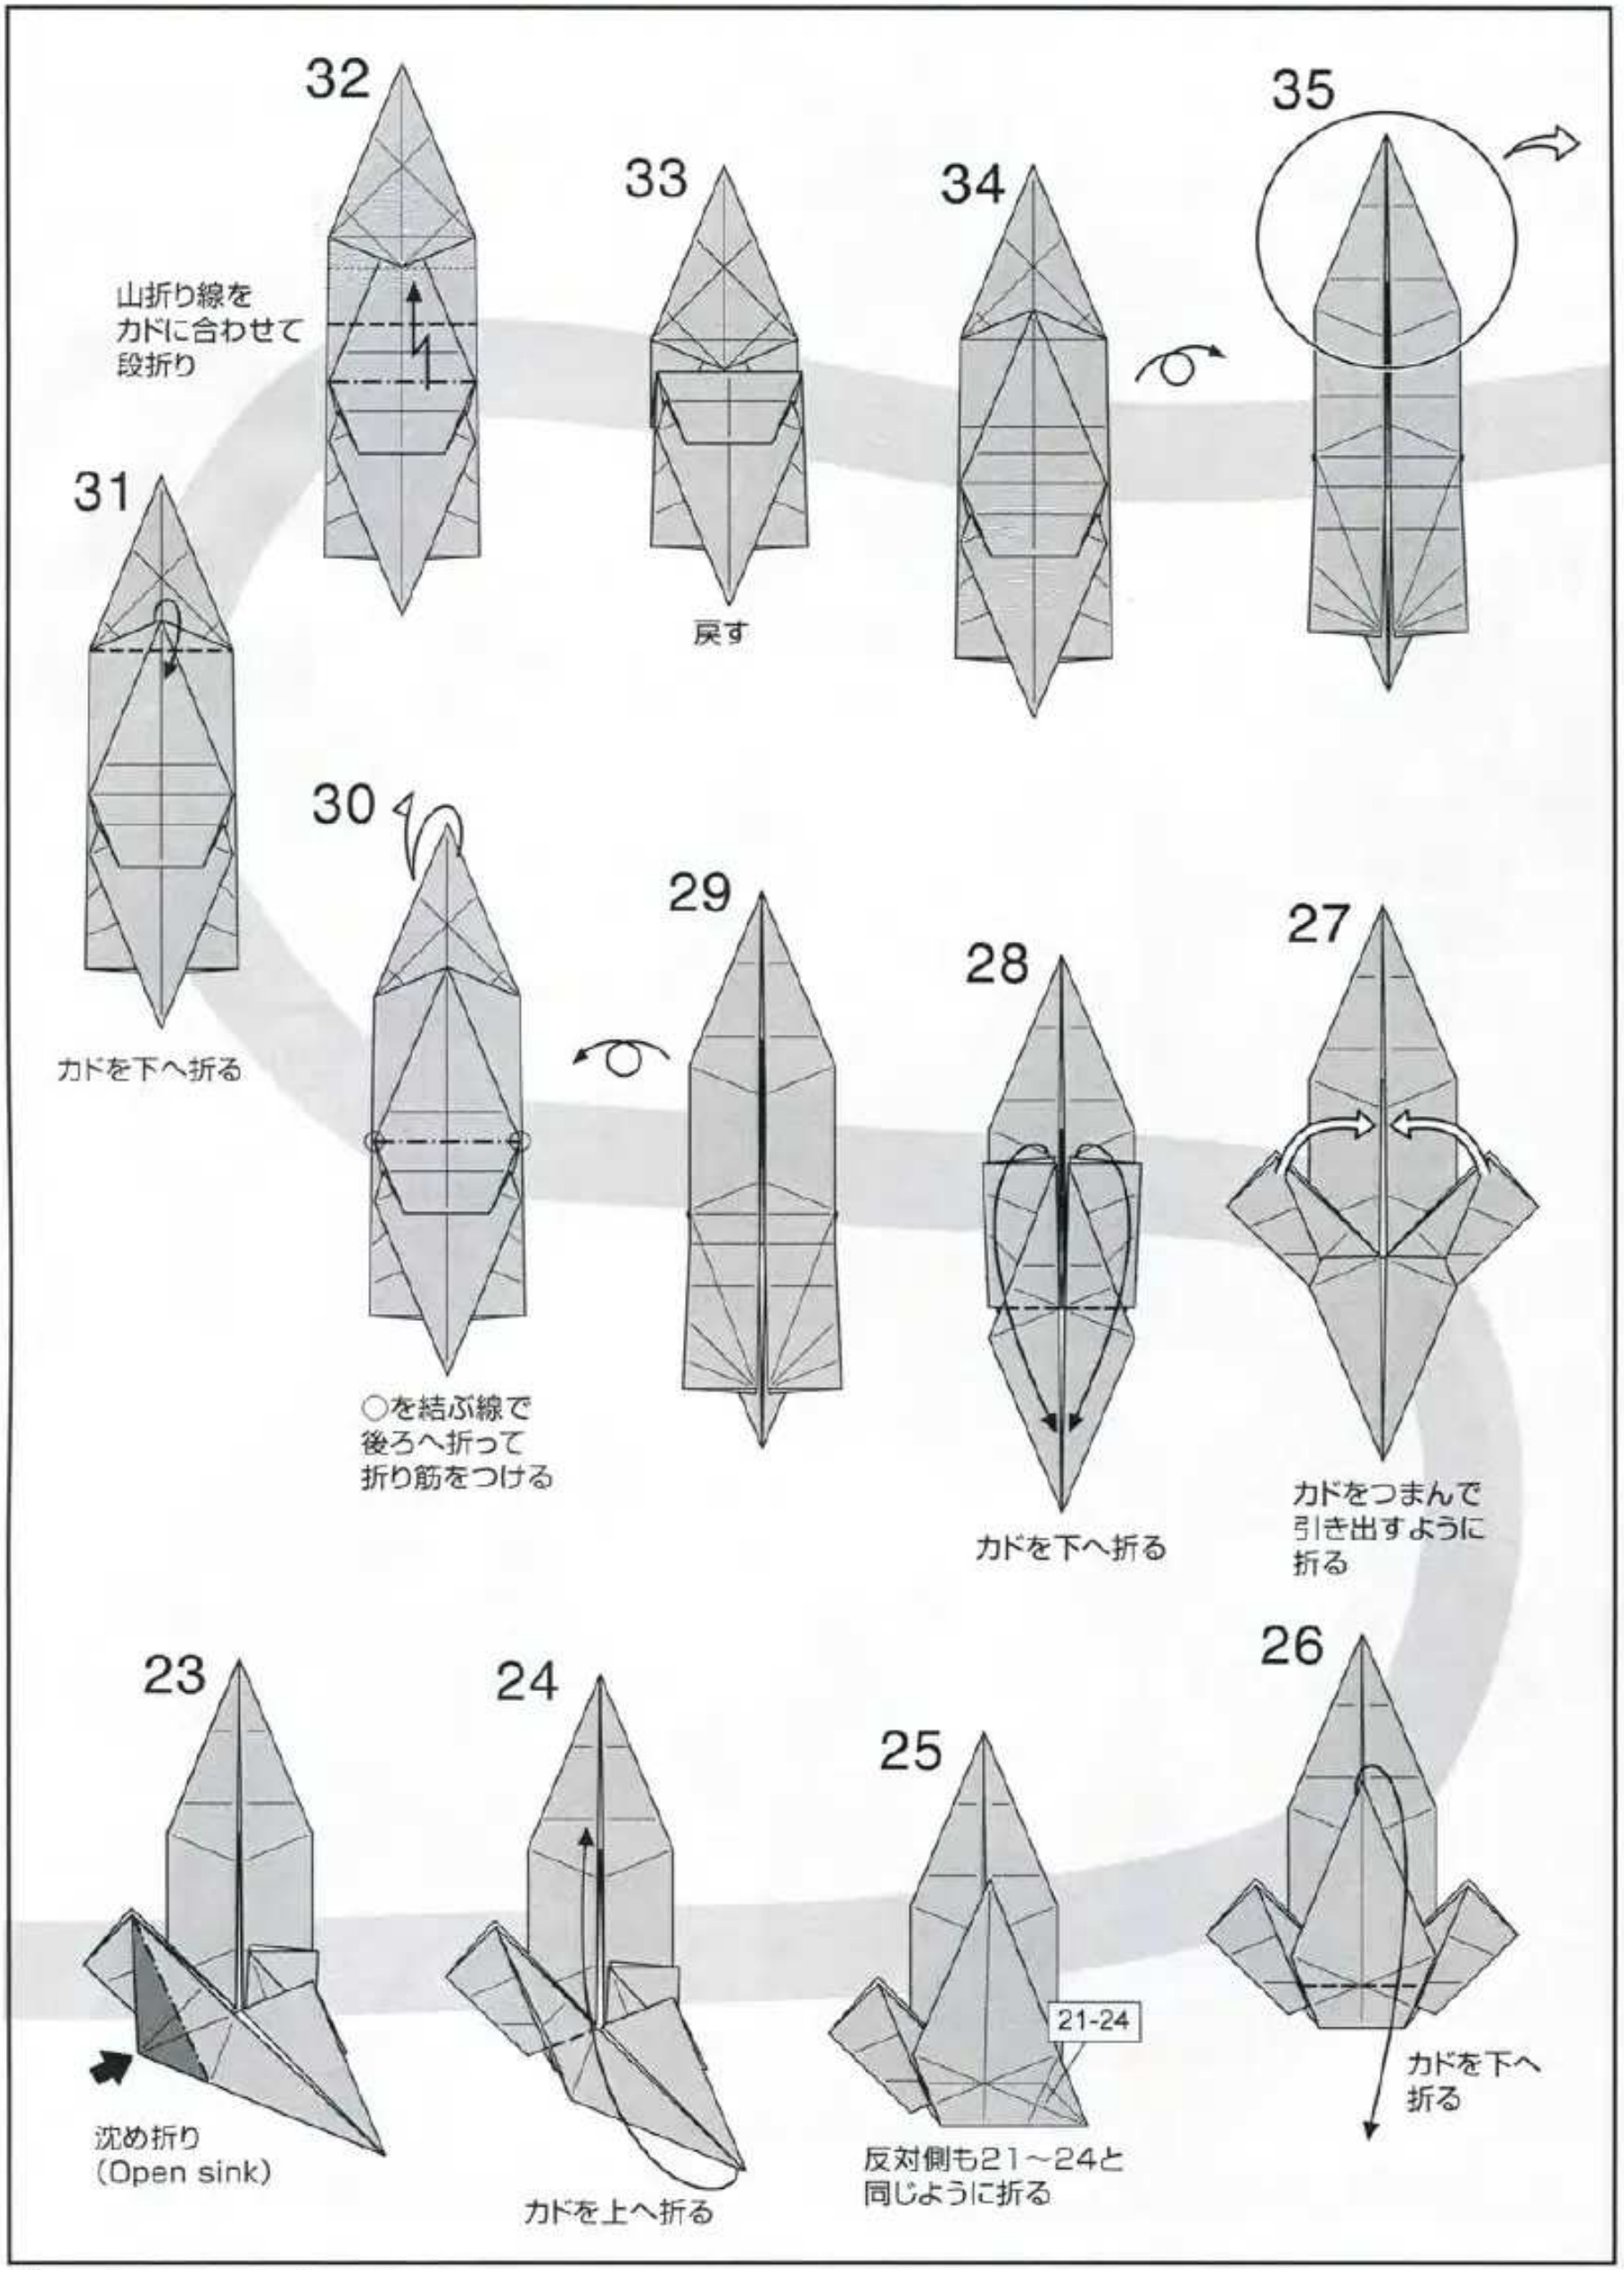 23
沈め折り
(Open sink)
24
カドを上へ折る
25
21-24
反対側も21〜24と
同じように折る
26
カドを下へ
折る
27
カドをつまんで
引き出すように
折る
28
カドを下へ折る
29
30
○を結ぶ線で
後ろへ折って
折り筋をつける
31
カドを下へ折る
32
山折り線を
カドに合わせて
段折り
33
戻す
34
35